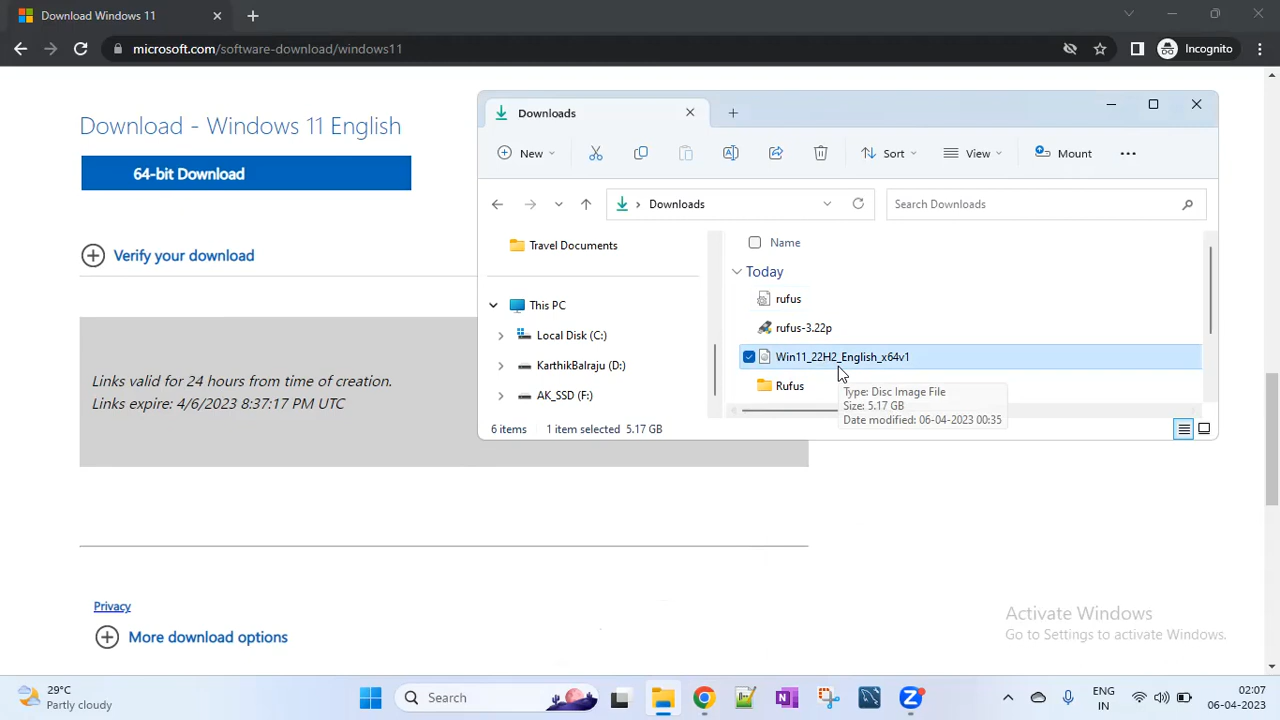 Download Windows 11
microsoft.com/software-download/windows11
Incognito
Download - Windows 11 English
64-bit Download
Verify your download
Links valid for 24 hours from time of creation.
Links expire: 4/6/2023 8:37:17 PM UTC
Privacy
More download options
Downloads
New
Sort
View
Mount
Downloads
Search Downloads
Travel Documents
This PC
Local Disk (C:)
KarthikBalraju (D:)
AK_SSD (F:)
Name
Today
rufus
rufus-3.22p
Win11_22H2_English_x64v1
Rufus
Type: Disc Image File
Size: 5.17 GB
Date modified: 06-04-2023 00:35
6 items 1 item selected 5.17 GB
Activate Windows
Go to Settings to activate Windows.
29°C
Partly cloudy
Search
ENG
IN
02:07
06-04-2023